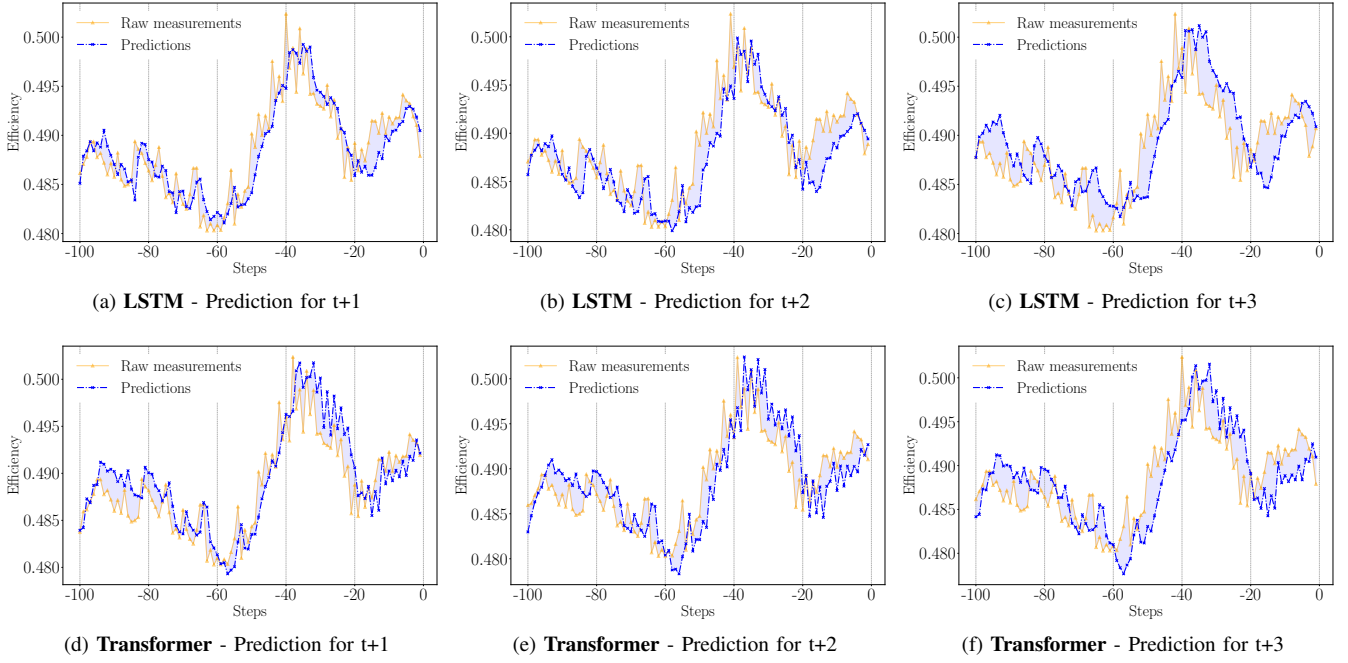 Raw measurements
Predictions
Efficiency
0.500
0.495
0.490
0.485
0.480
-100 -80 -60 -40 -20 0
Steps
(a) LSTM - Prediction for t+1
Raw measurements
Predictions
Efficiency
0.500
0.495
0.490
0.485
0.480
-100 -80 -60 -40 -20 0
Steps
(b) LSTM - Prediction for t+2
Raw measurements
Predictions
Efficiency
0.500
0.495
0.490
0.485
0.480
-100 -80 -60 -40 -20 0
Steps
(c) LSTM - Prediction for t+3
Raw measurements
Predictions
Efficiency
0.500
0.495
0.490
0.485
0.480
-100 -80 -60 -40 -20 0
Steps
(d) Transformer - Prediction for t+1
Raw measurements
Predictions
Efficiency
0.500
0.495
0.490
0.485
0.480
-100 -80 -60 -40 -20 0
Steps
(e) Transformer - Prediction for t+2
Raw measurements
Predictions
Efficiency
0.500
0.495
0.490
0.485
0.480
-100 -80 -60 -40 -20 0
Steps
(f) Transformer - Prediction for t+3